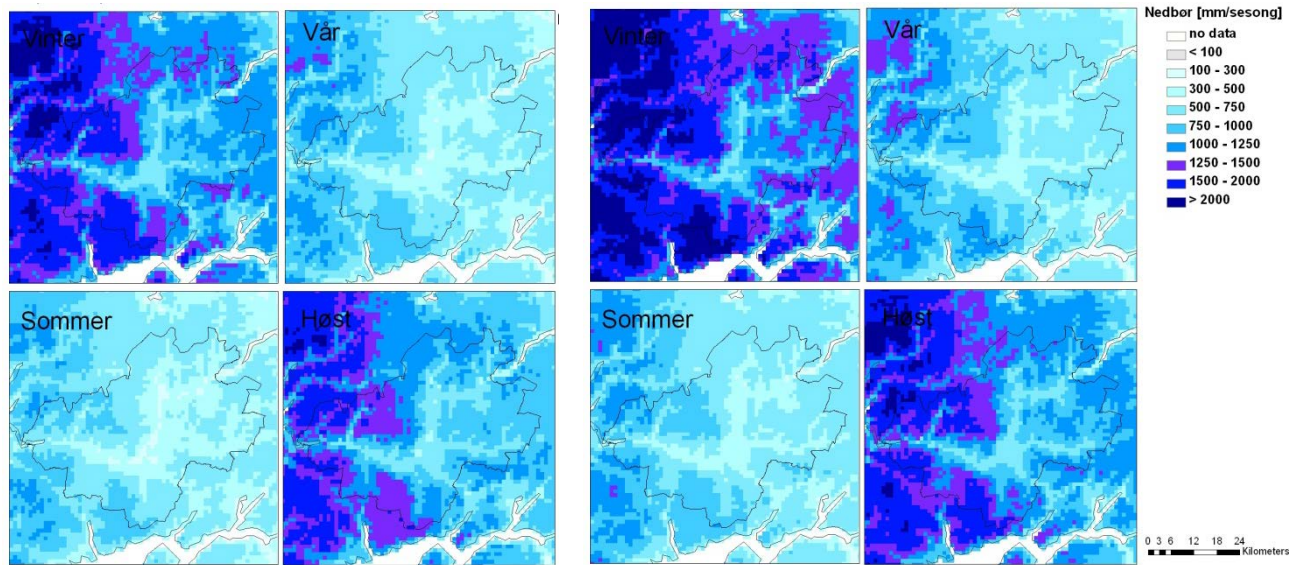 Vinter
Vår
Sommer
Høst
Vinter
Vår
Sommer
Høst
Nedbør [mm/sesong]
no data
< 100
100 - 300
300 - 500
500 - 750
750 - 1000
1000 - 1250
1250 - 1500
1500 - 2000
> 2000
0 3 6 12 18 24
Kilometers